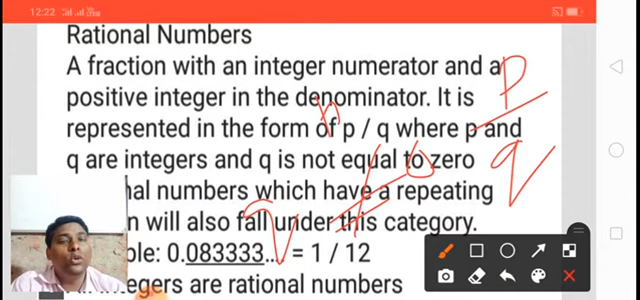 12:22
Rational Numbers
A fraction with an integer numerator and a
positive integer in the denominator. It is
represented in the form of p / q where p and
q are integers and q is not equal to zero
numbers which have a repeating
will also fall under this category.
0.083333... = 1 / 12
integers are rational numbers
p
q
q ≠ 0